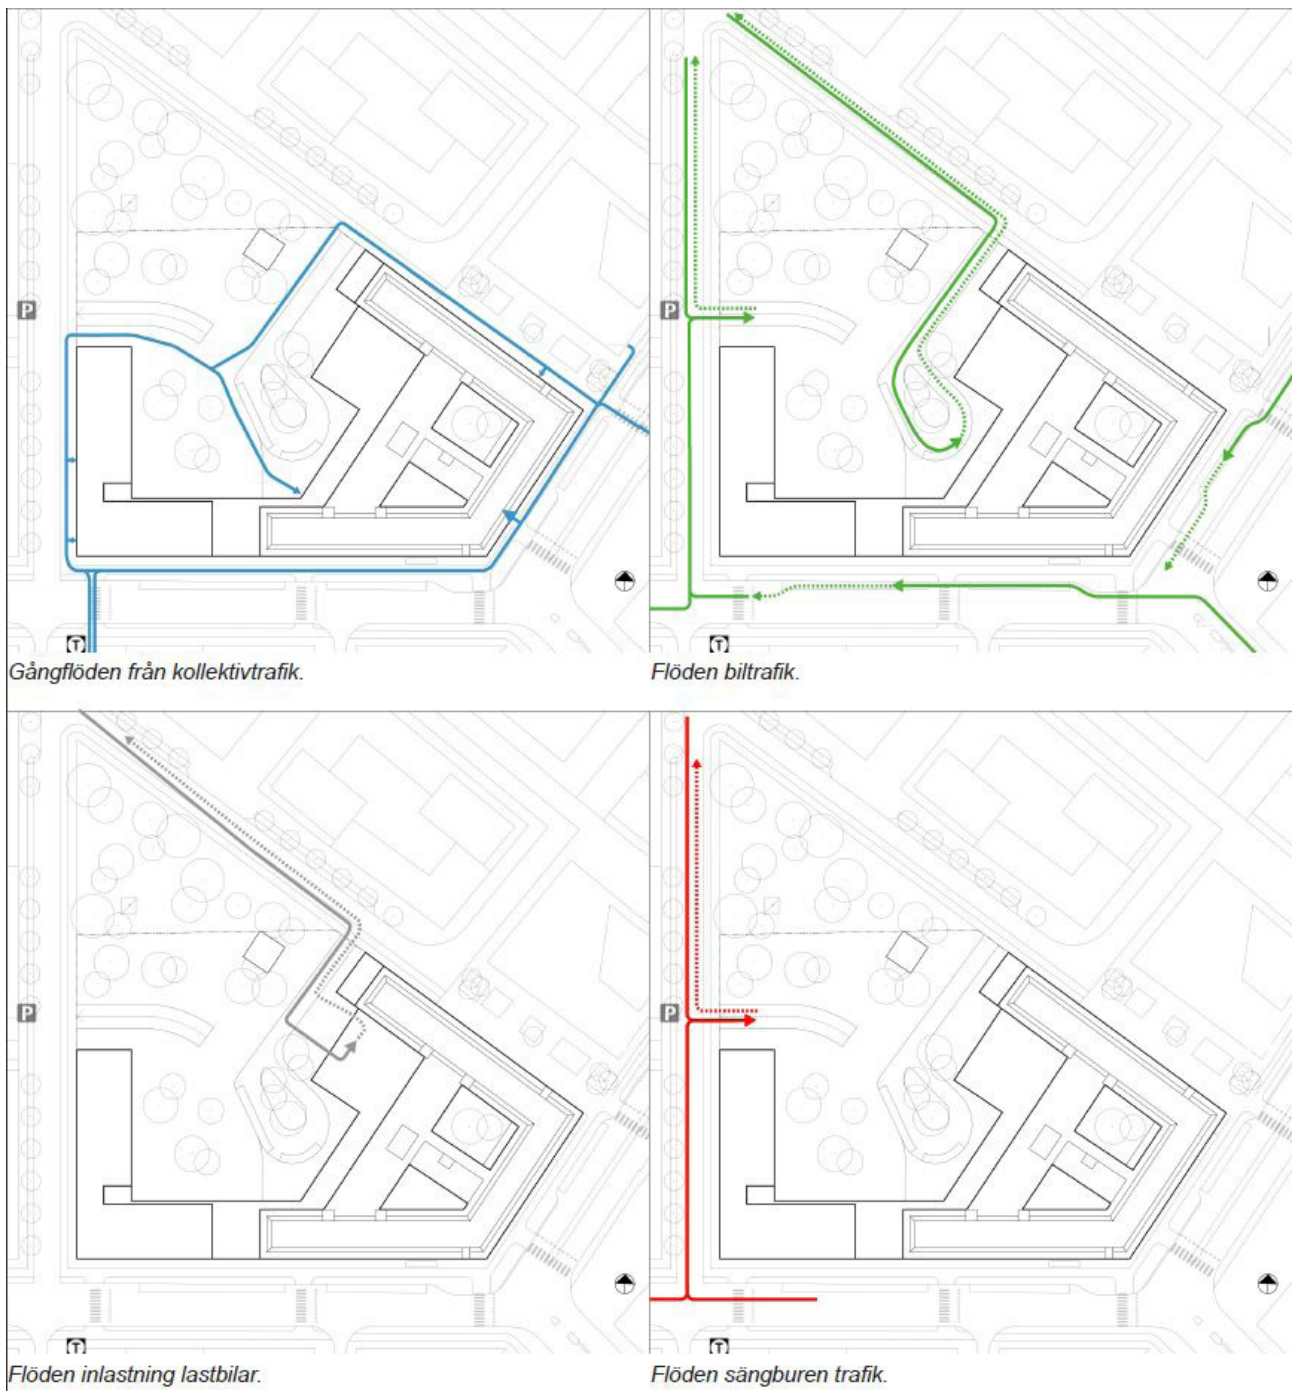 P
T
Gångflöden från kollektivtrafik.
P
T
Flöden biltrafik.
P
T
Flöden inlastning lastbilar.
P
T
Flöden sängburen trafik.